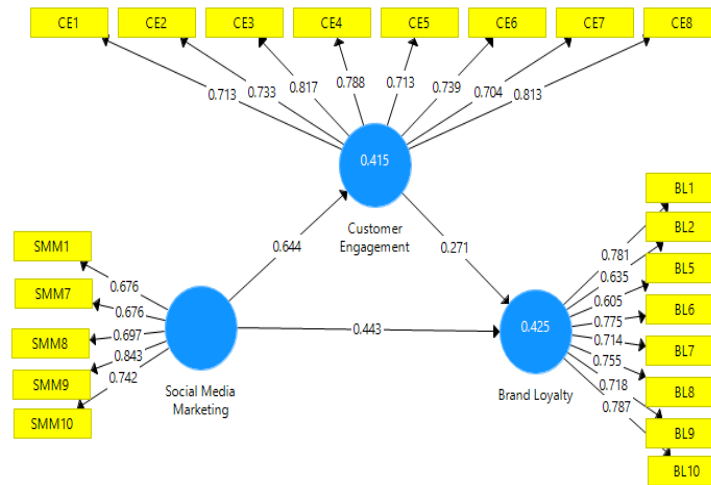 CE1 CE2 CE3 CE4 CE5 CE6 CE7 CE8
0.713 0.733 0.817 0.788 0.713 0.739 0.704 0.813
0.415
Customer
Engagement
0.644
0.271
SMM1
SMM7
SMM8
SMM9
SMM10
0.676
0.676
0.697
0.843
0.742
Social Media
Marketing
0.443
0.425
Brand Loyalty
0.781
0.635
0.605
0.775
0.714
0.755
0.718
0.787
BL1
BL2
BL5
BL6
BL7
BL8
BL9
BL10